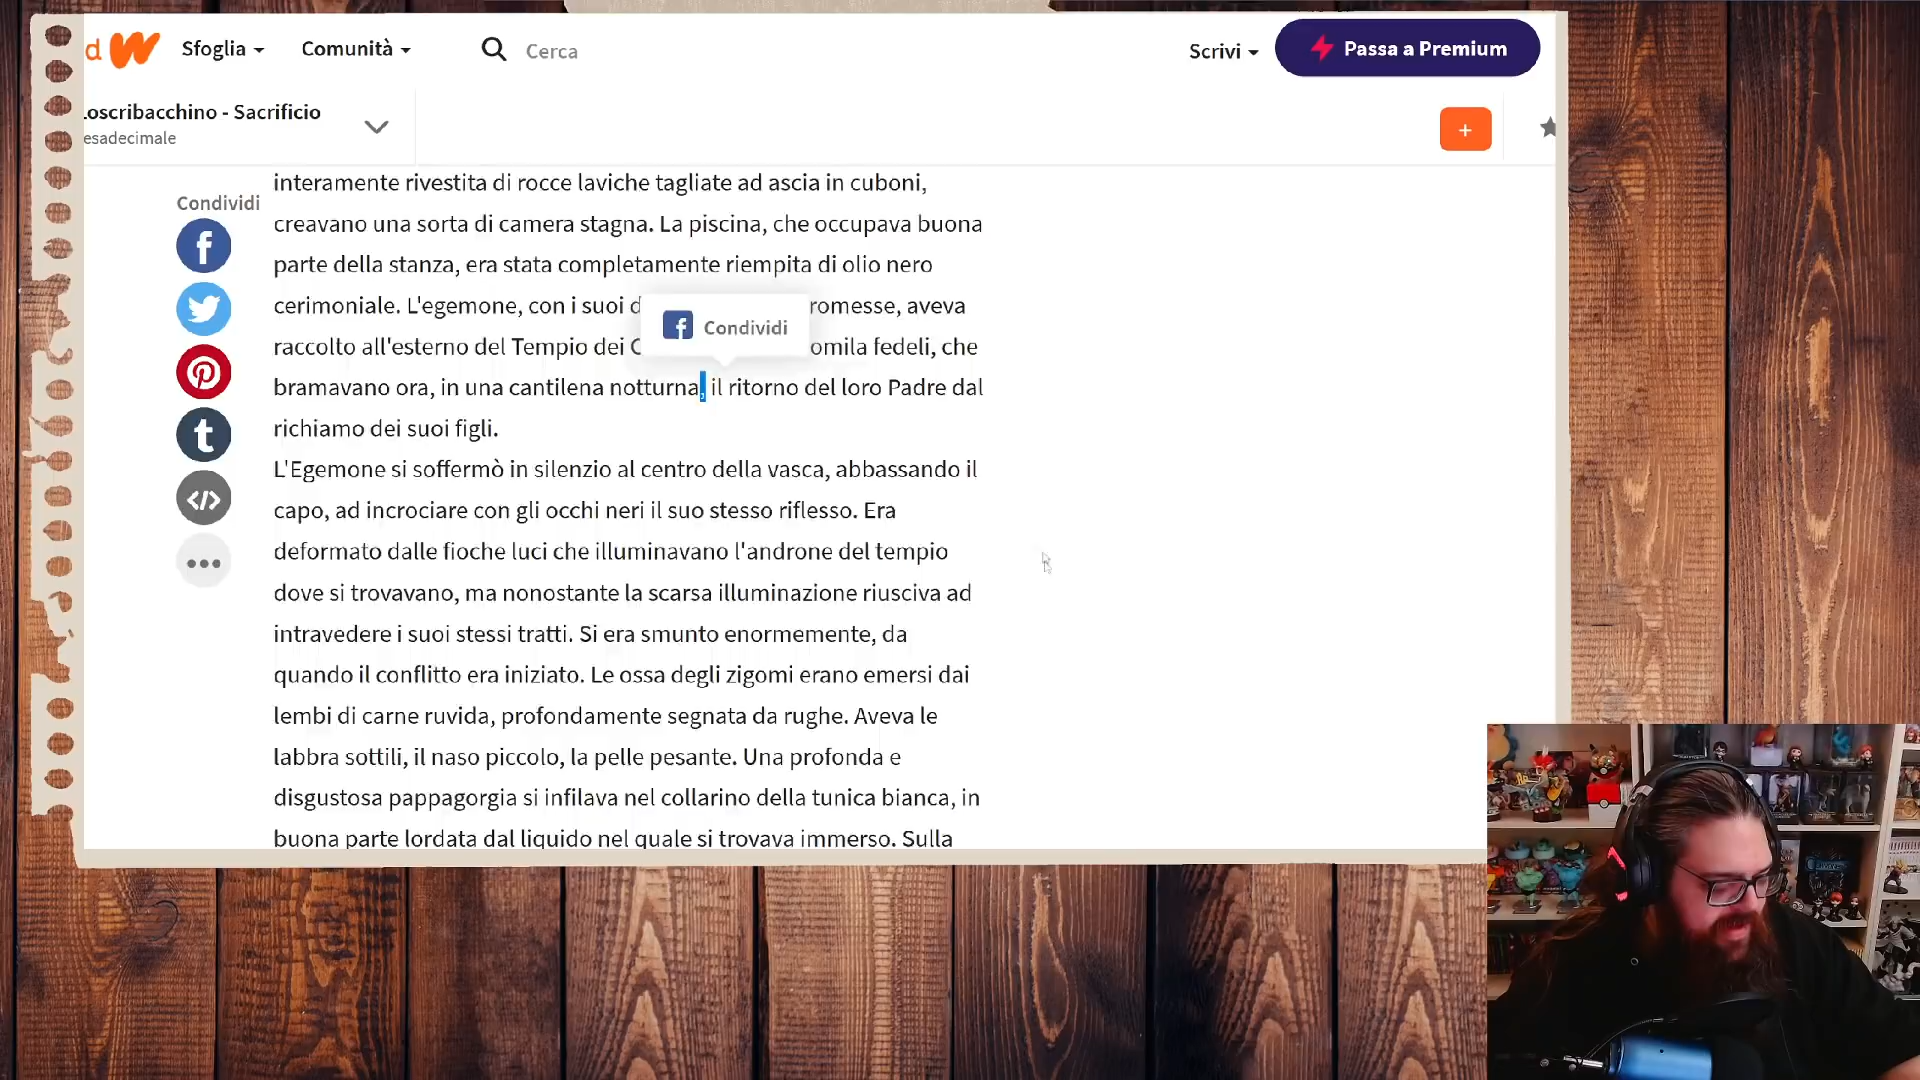 d
Sfoglia
Comunità
Cerca
Scrivi
Passa a Premium
Loscribacchino - Sacrificio
esadecimale
+
Condividi
interamente rivestita di rocce laviche tagliate ad ascia in cuboni,
creavano una sorta di camera stagna. La piscina, che occupava buona
parte della stanza, era stata completamente riempita di olio nero
cerimoniale. L'egemone, con i suoi d romesse, aveva
Condividi
raccolto all'esterno del Tempio dei C omila fedeli, che
bramavano ora, in una cantilena notturna, il ritorno del loro Padre dal
richiamo dei suoi figli.
L'Egemone si soffermò in silenzio al centro della vasca, abbassando il
capo, ad incrociare con gli occhi neri il suo stesso riflesso. Era
deformato dalle fioche luci che illuminavano l'androne del tempio
dove si trovavano, ma nonostante la scarsa illuminazione riusciva ad
intravedere i suoi stessi tratti. Si era smunto enormemente, da
quando il conflitto era iniziato. Le ossa degli zigomi erano emersi dai
lembi di carne ruvida, profondamente segnata da rughe. Aveva le
labbra sottili, il naso piccolo, la pelle pesante. Una profonda e
disgustosa pappagorgia si infilava nel collarino della tunica bianca, in
buona parte lordata dal liquido nel quale si trovava immerso. Sulla